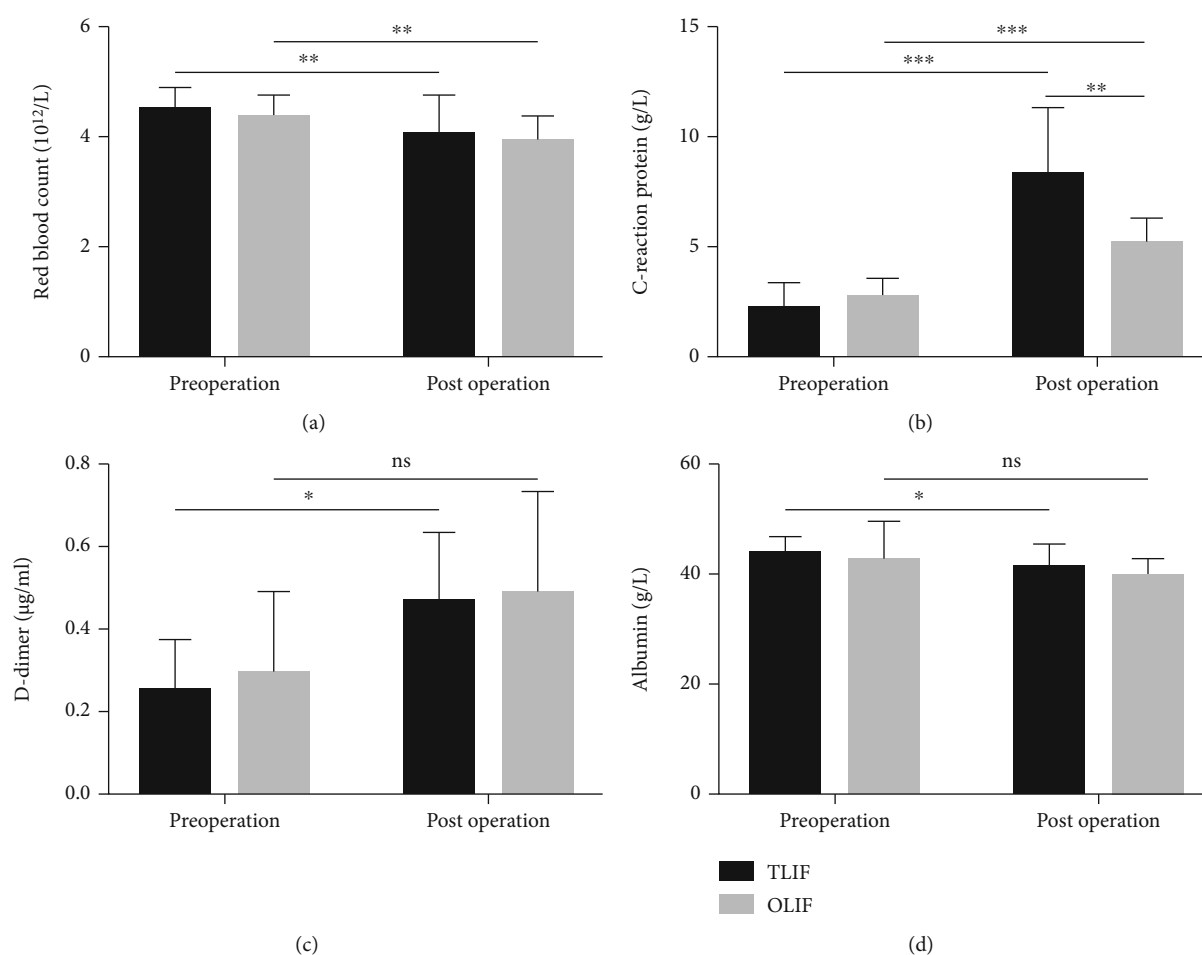 6
4
2
0
Red blood count (10¹²/L)
**
**
Preoperation
Post operation
(a)
15
10
5
0
C-reaction protein (g/L)
***
***
**
Preoperation
Post operation
(b)
0.8
0.6
0.4
0.2
0.0
D-dimer (μg/ml)
ns
*
Preoperation
Post operation
(c)
60
40
20
0
Albumin (g/L)
ns
*
Preoperation
Post operation
TLIF
OLIF
(d)